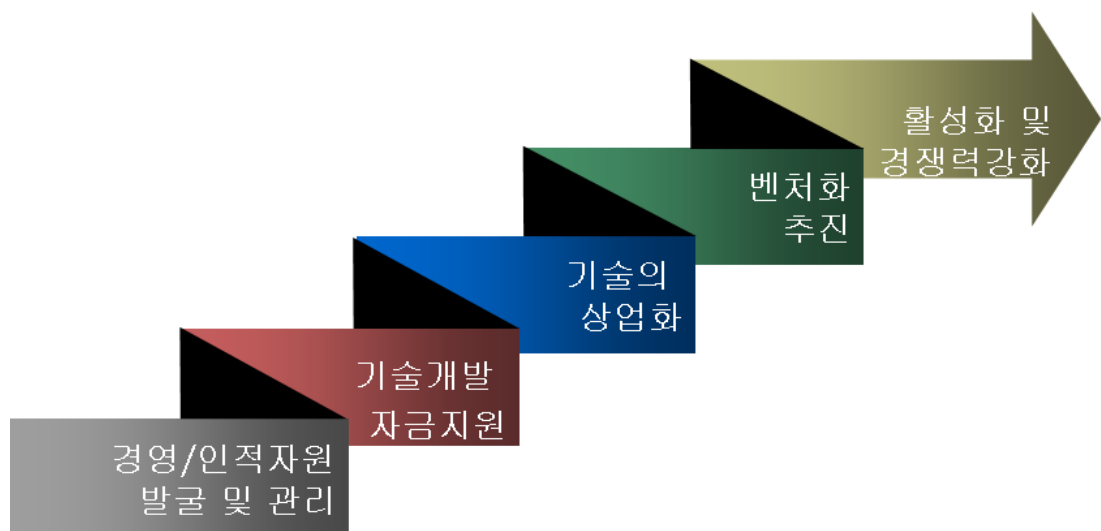 활성화 및
경쟁력강화
벤처화
추진
기술의
상업화
기술개발
자금지원
경영/인적자원
발굴 및 관리